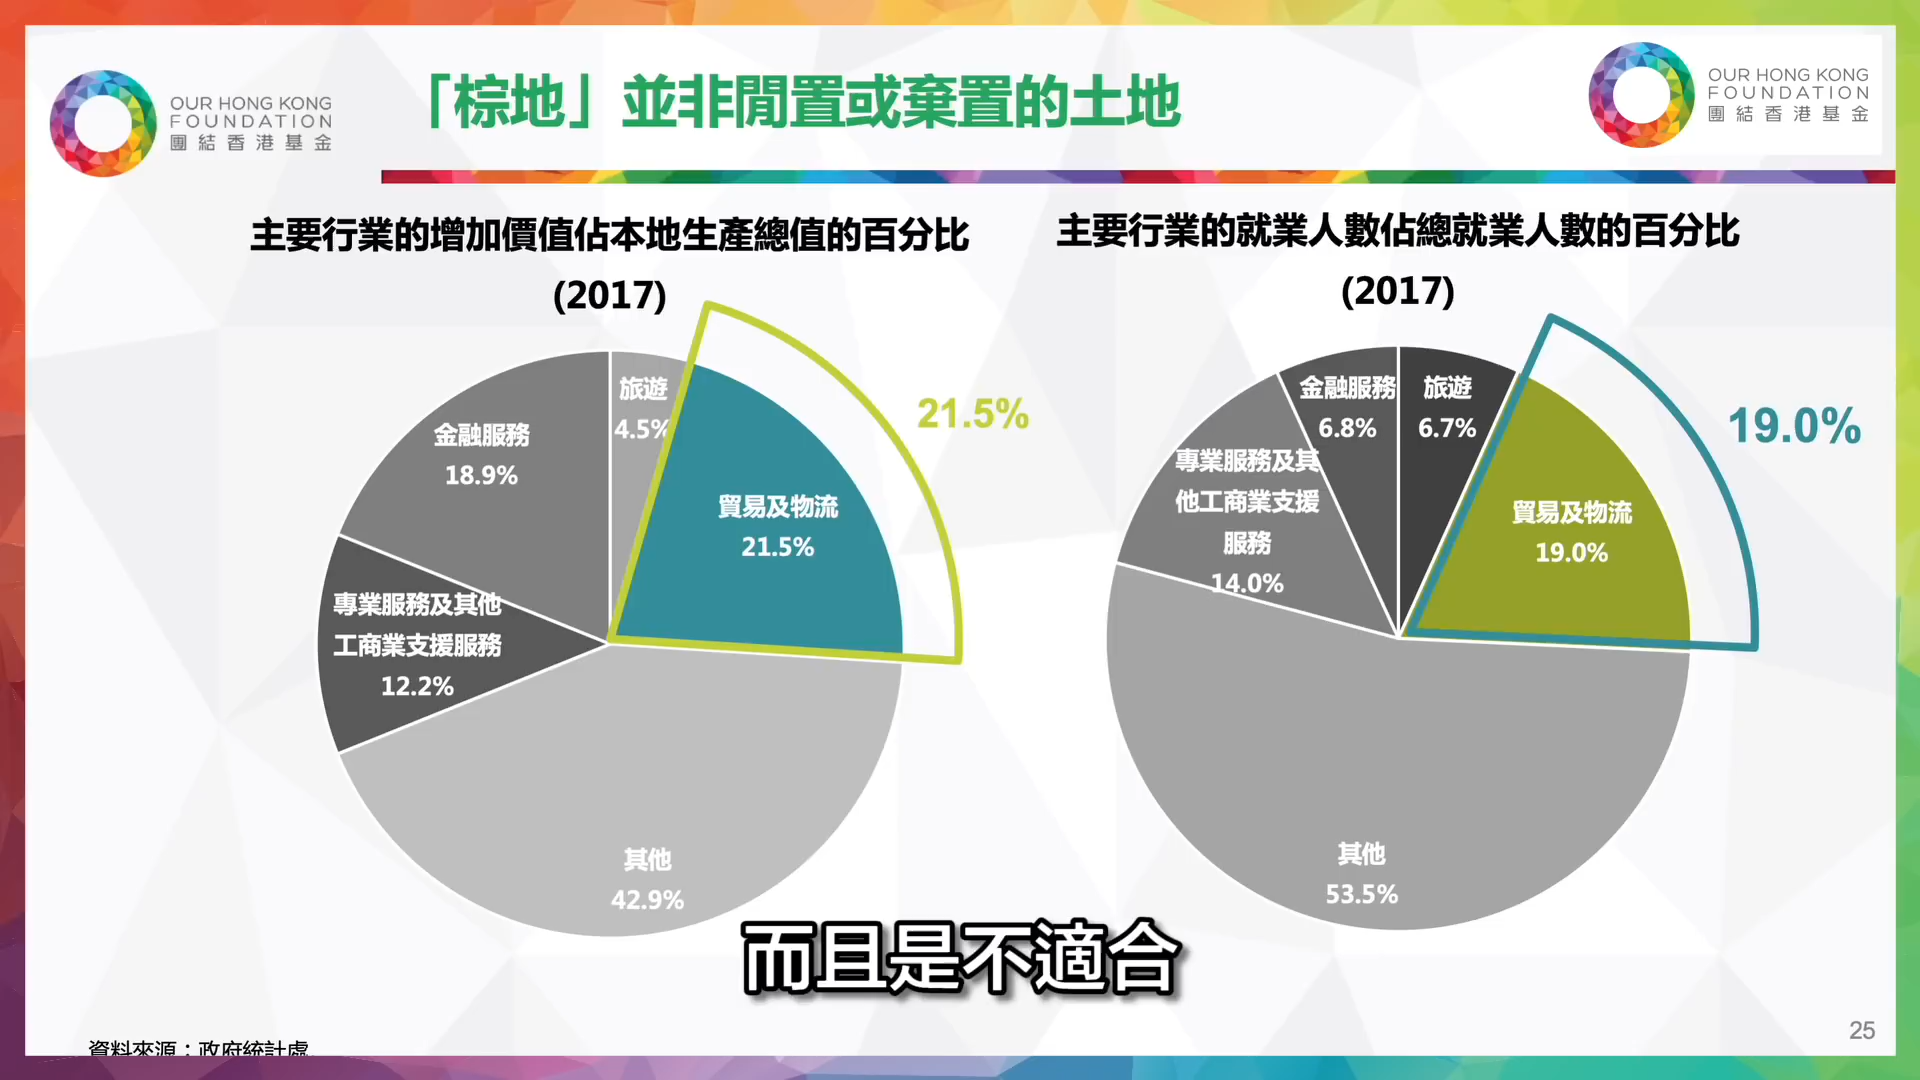 OUR HONG KONG
FOUNDATION
團結香港基金
「棕地」並非閒置或棄置的土地
OUR HONG KONG
FOUNDATION
團結香港基金
主要行業的增加價值佔本地生產總值的百分比
(2017)
旅遊
4.5%
貿易及物流
21.5%
21.5%
金融服務
18.9%
專業服務及其他
工商業支援服務
12.2%
其他
42.9%
主要行業的就業人數佔總就業人數的百分比
(2017)
金融服務
6.8%
旅遊
6.7%
貿易及物流
19.0%
19.0%
專業服務及其
他工商業支援
服務
14.0%
其他
53.5%
而且是不適合
資料來源：政府統計處
25